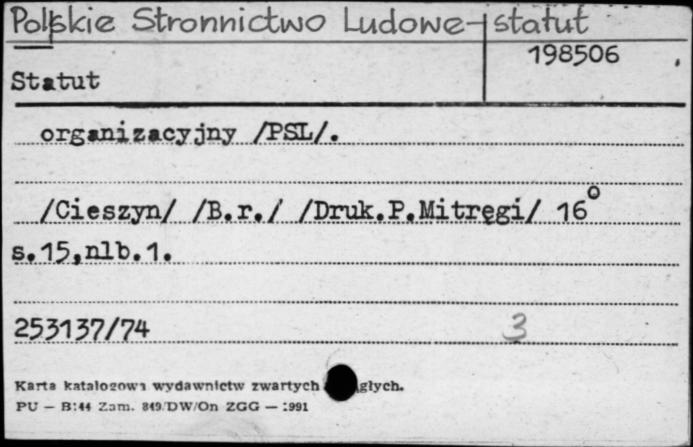 Polskie Stronnictwo Ludowe - statut
198506
Statut
organizacyjny /PSL/.
/Cieszyn/ /B.r./ /Druk.P.Mitręgi/ 16°
s.15,nlb.1.
253137/74
3
Karta katalogowa wydawnictw zwartych głych.
PU — B:44 Zam. 849/DW/On ZGG — 1991